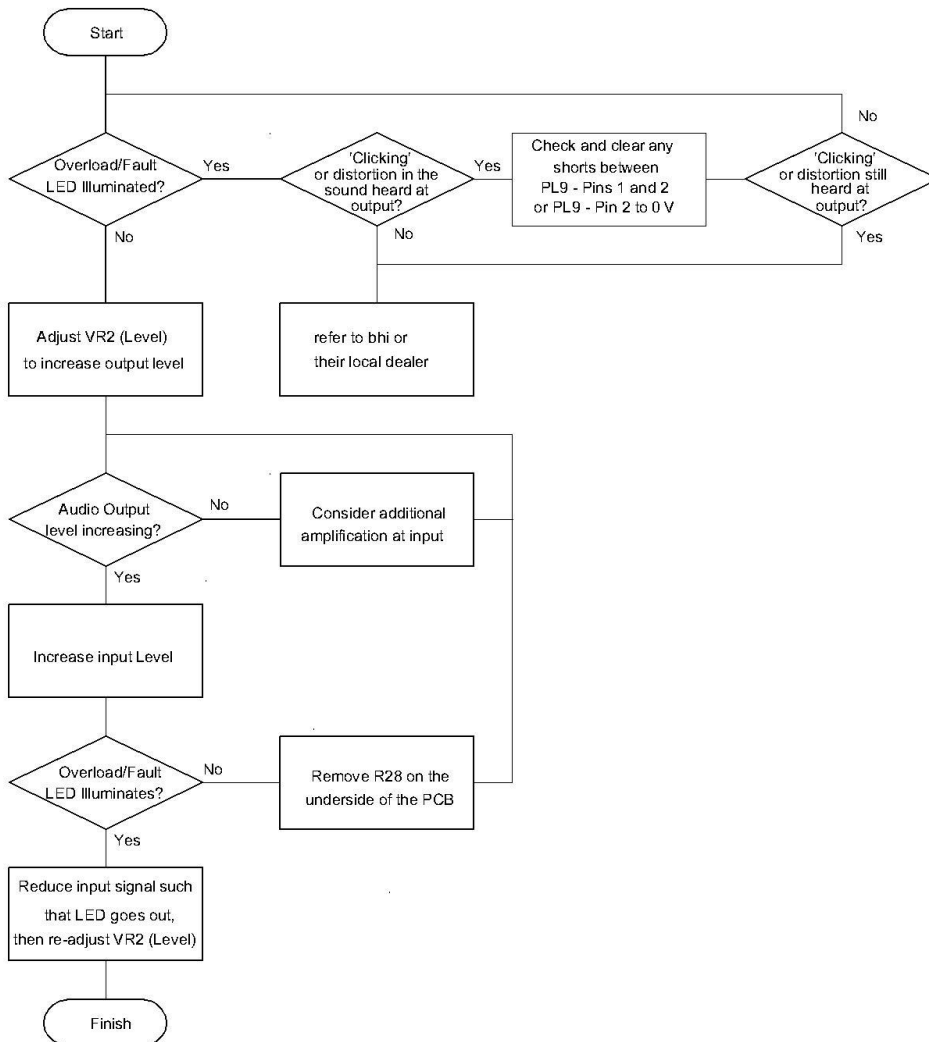 Start
No
Overload/Fault
LED Illuminated?
Yes
'Clicking'
or distortion in the
sound heard at
output?
Yes
Check and clear any
shorts between
PL9 - Pins 1 and 2
or PL9 - Pin 2 to 0 V
'Clicking'
or distortion still
heard at
output?
No
No
Yes
Adjust VR2 (Level)
to increase output level
refer to bhi or
their local dealer
Audio Output
level increasing?
No
Consider additional
amplification at input
Yes
Increase input Level
Overload/Fault
LED Illuminates?
No
Remove R28 on the
underside of the PCB
Yes
Reduce input signal such
that LED goes out,
then re-adjust VR2 (Level)
Finish